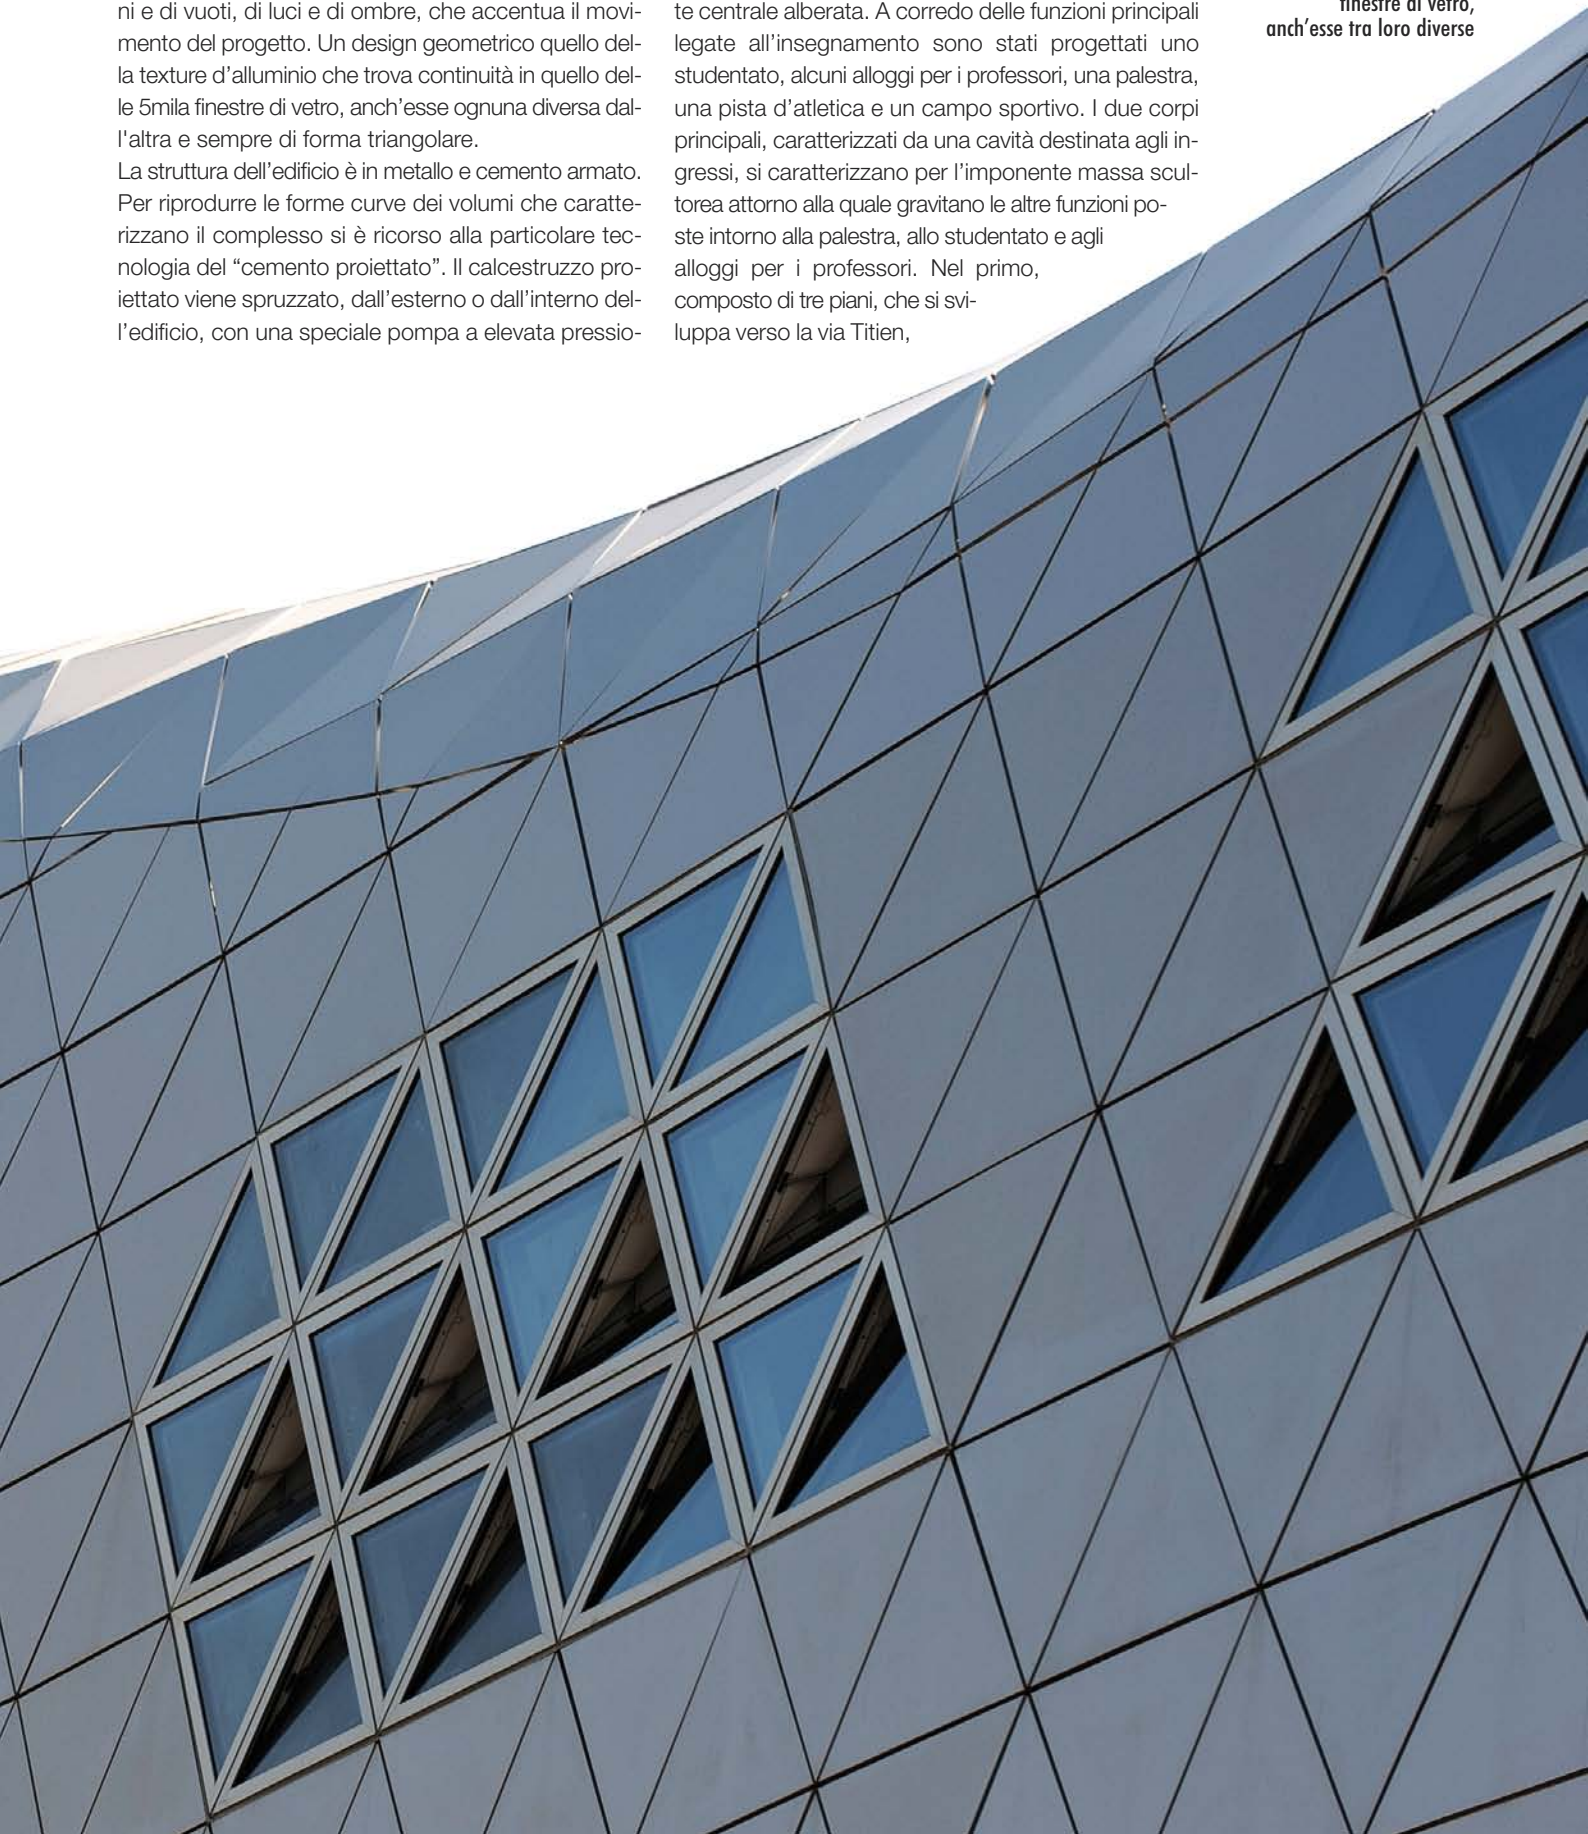 ni e di vuoti, di luci e di ombre, che accentua il movi-
mento del progetto. Un design geometrico quello del-
la texture d'alluminio che trova continuità in quello del-
le 5mila finestre di vetro, anch'esse ognuna diversa dal-
l'altra e sempre di forma triangolare.
La struttura dell'edificio è in metallo e cemento armato.
Per riprodurre le forme curve dei volumi che caratte-
rizzano il complesso si è ricorso alla particolare tec-
nologia del “cemento proiettato”. Il calcestruzzo pro-
iettato viene spruzzato, dall'esterno o dall'interno del-
l'edificio, con una speciale pompa a elevata pressio-
te centrale alberata. A corredo delle funzioni principali
legate all'insegnamento sono stati progettati uno
studentato, alcuni alloggi per i professori, una palestra,
una pista d'atletica e un campo sportivo. I due corpi
principali, caratterizzati da una cavità destinata agli in-
gressi, si caratterizzano per l'imponente massa scul-
torea attorno alla quale gravitano le altre funzioni po-
ste intorno alla palestra, allo studentato e agli
alloggi per i professori. Nel primo,
composto di tre piani, che si svi-
luppa verso la via Titien,
finestre di vetro,
anch'esse tra loro diverse